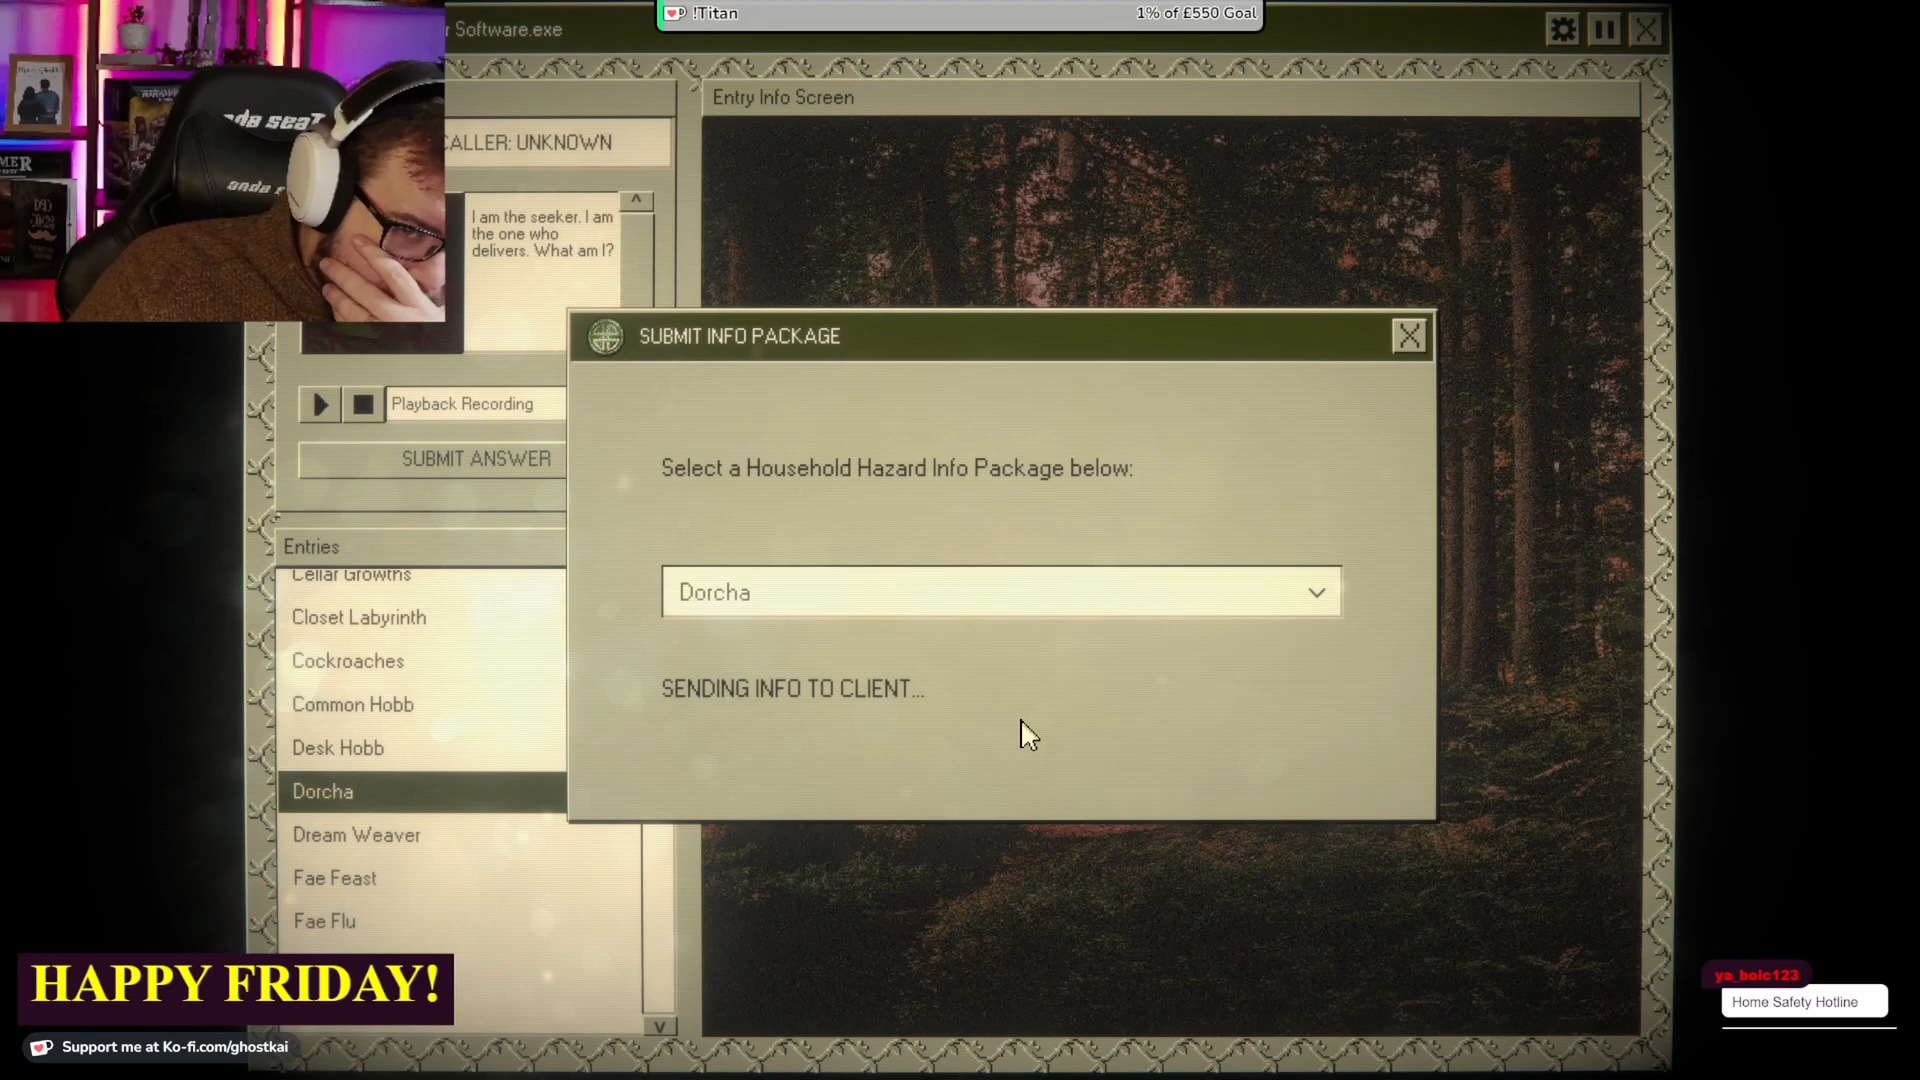 !Titan
1% of £550 Goal
r Software.exe
Entry Info Screen
CALLER: UNKNOWN
I am the seeker. I am
the one who
delivers. What am I?
SUBMIT INFO PACKAGE
Playback Recording
SUBMIT ANSWER
Select a Household Hazard Info Package below:
Dorcha
SENDING INFO TO CLIENT...
Entries
Cellar Growths
Closet Labyrinth
Cockroaches
Common Hobb
Desk Hobb
Dorcha
Dream Weaver
Fae Feast
Fae Flu
HAPPY FRIDAY!
Support me at Ko-fi.com/ghostkai
ya_boie123
Home Safety Hotline
anda seaT